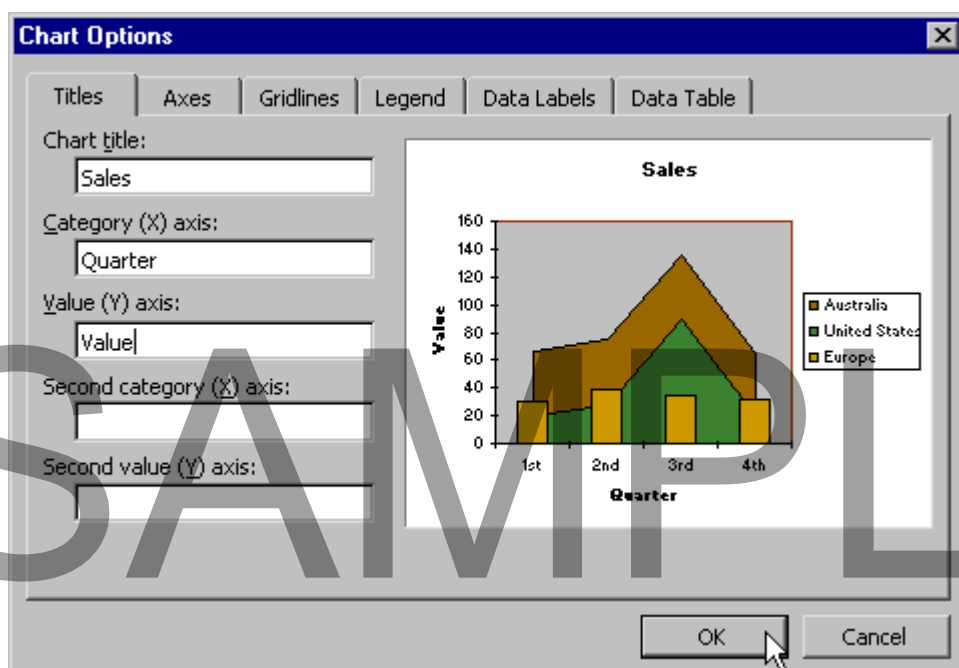 Chart Options
Titles
Axes
Gridlines
Legend
Data Labels
Data Table
Chart title:
Sales
Category (X) axis:
Quarter
Value (Y) axis:
Value
Second category (X) axis:
Second value (Y) axis:
Sales
160
140
120
100
80
60
40
20
0
Value
1st 2nd 3rd 4th
Quarter
Australia
United States
Europe
SAMPL
OK
Cancel